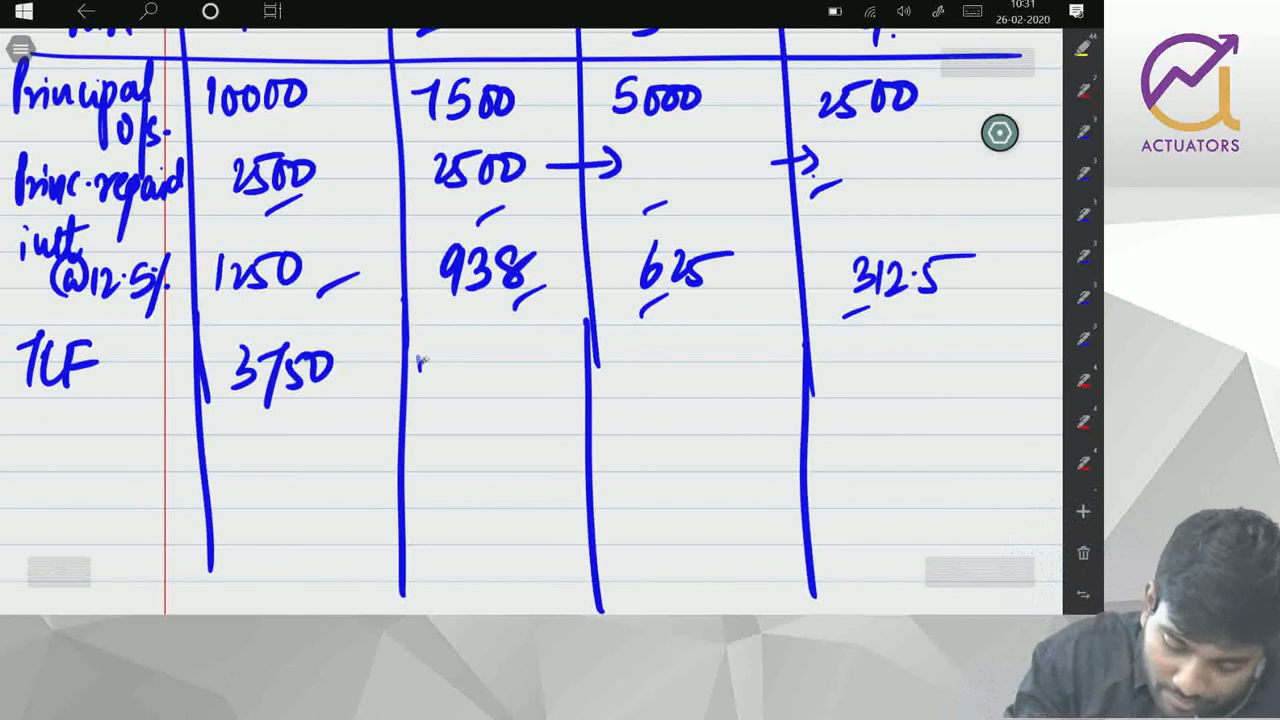 10:31
26-02-2020
Principal 10000 7500 5000 2500
O/s.
Princ. repaid 2500 2500 → →
intt.
@12.5%. 1250 938 625 312.5
TCF 3750
ACTUATORS